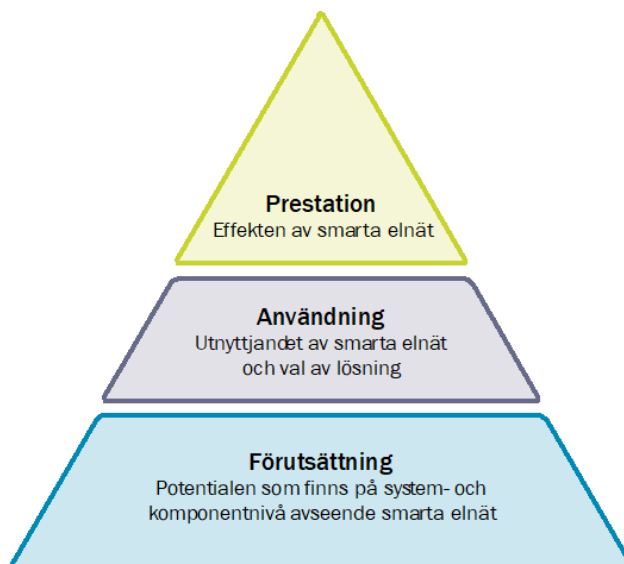 Prestation
Effekten av smarta elnät
Användning
Utnyttjandet av smarta elnät
och val av lösning
Förutsättning
Potentialen som finns på system- och
komponentnivå avseende smarta elnät